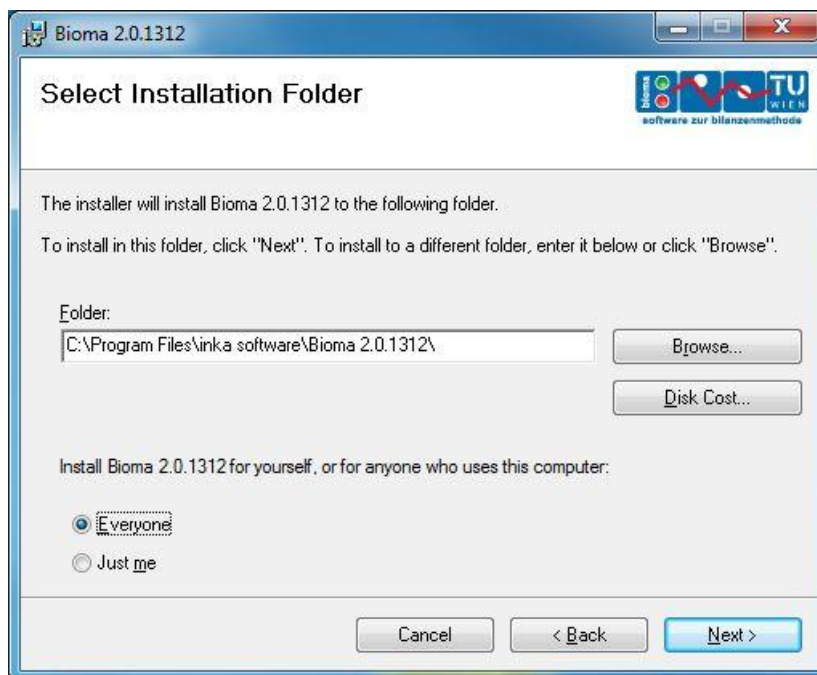 Bioma 2.0.1312
Select Installation Folder
bioma
TU
WIEN
software zur bilanzenmethode
The installer will install Bioma 2.0.1312 to the following folder.
To install in this folder, click "Next". To install to a different folder, enter it below or click "Browse".
Folder:
C:\Program Files\inka software\Bioma 2.0.1312\
Browse...
Disk Cost...
Install Bioma 2.0.1312 for yourself, or for anyone who uses this computer:
Everyone
Just me
Cancel
< Back
Next >